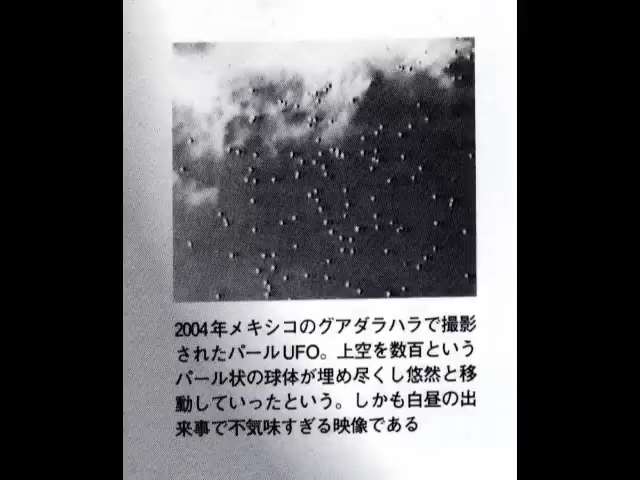 2004年メキシコのグアダラハラで撮影
されたパールUFO。上空を数百という
パール状の球体が埋め尽くし悠然と移
動していったという。しかも白昼の出
来事で不気味すぎる映像である